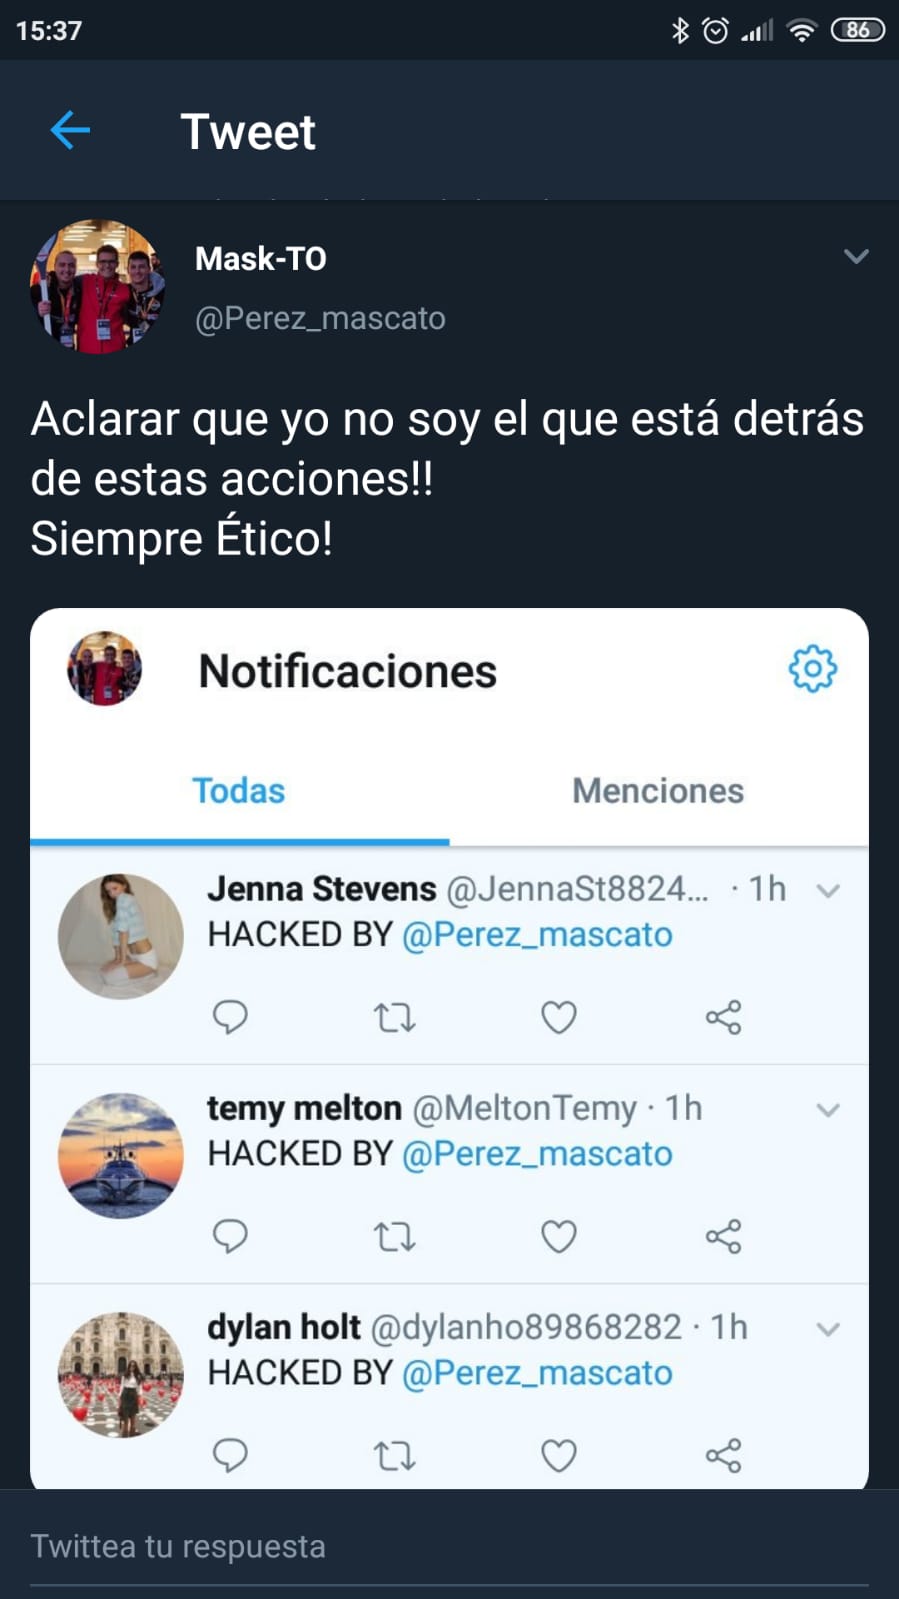 15:37
86
Tweet
Mask-TO
@Perez_mascato
Aclarar que yo no soy el que está detrás
de estas acciones!!
Siempre Ético!
Notificaciones
Todas Menciones
Jenna Stevens @JennaSt8824... · 1h
HACKED BY @Perez_mascato
temy melton @MeltonTemy · 1h
HACKED BY @Perez_mascato
dylan holt @dylanho89868282 · 1h
HACKED BY @Perez_mascato
Twittea tu respuesta